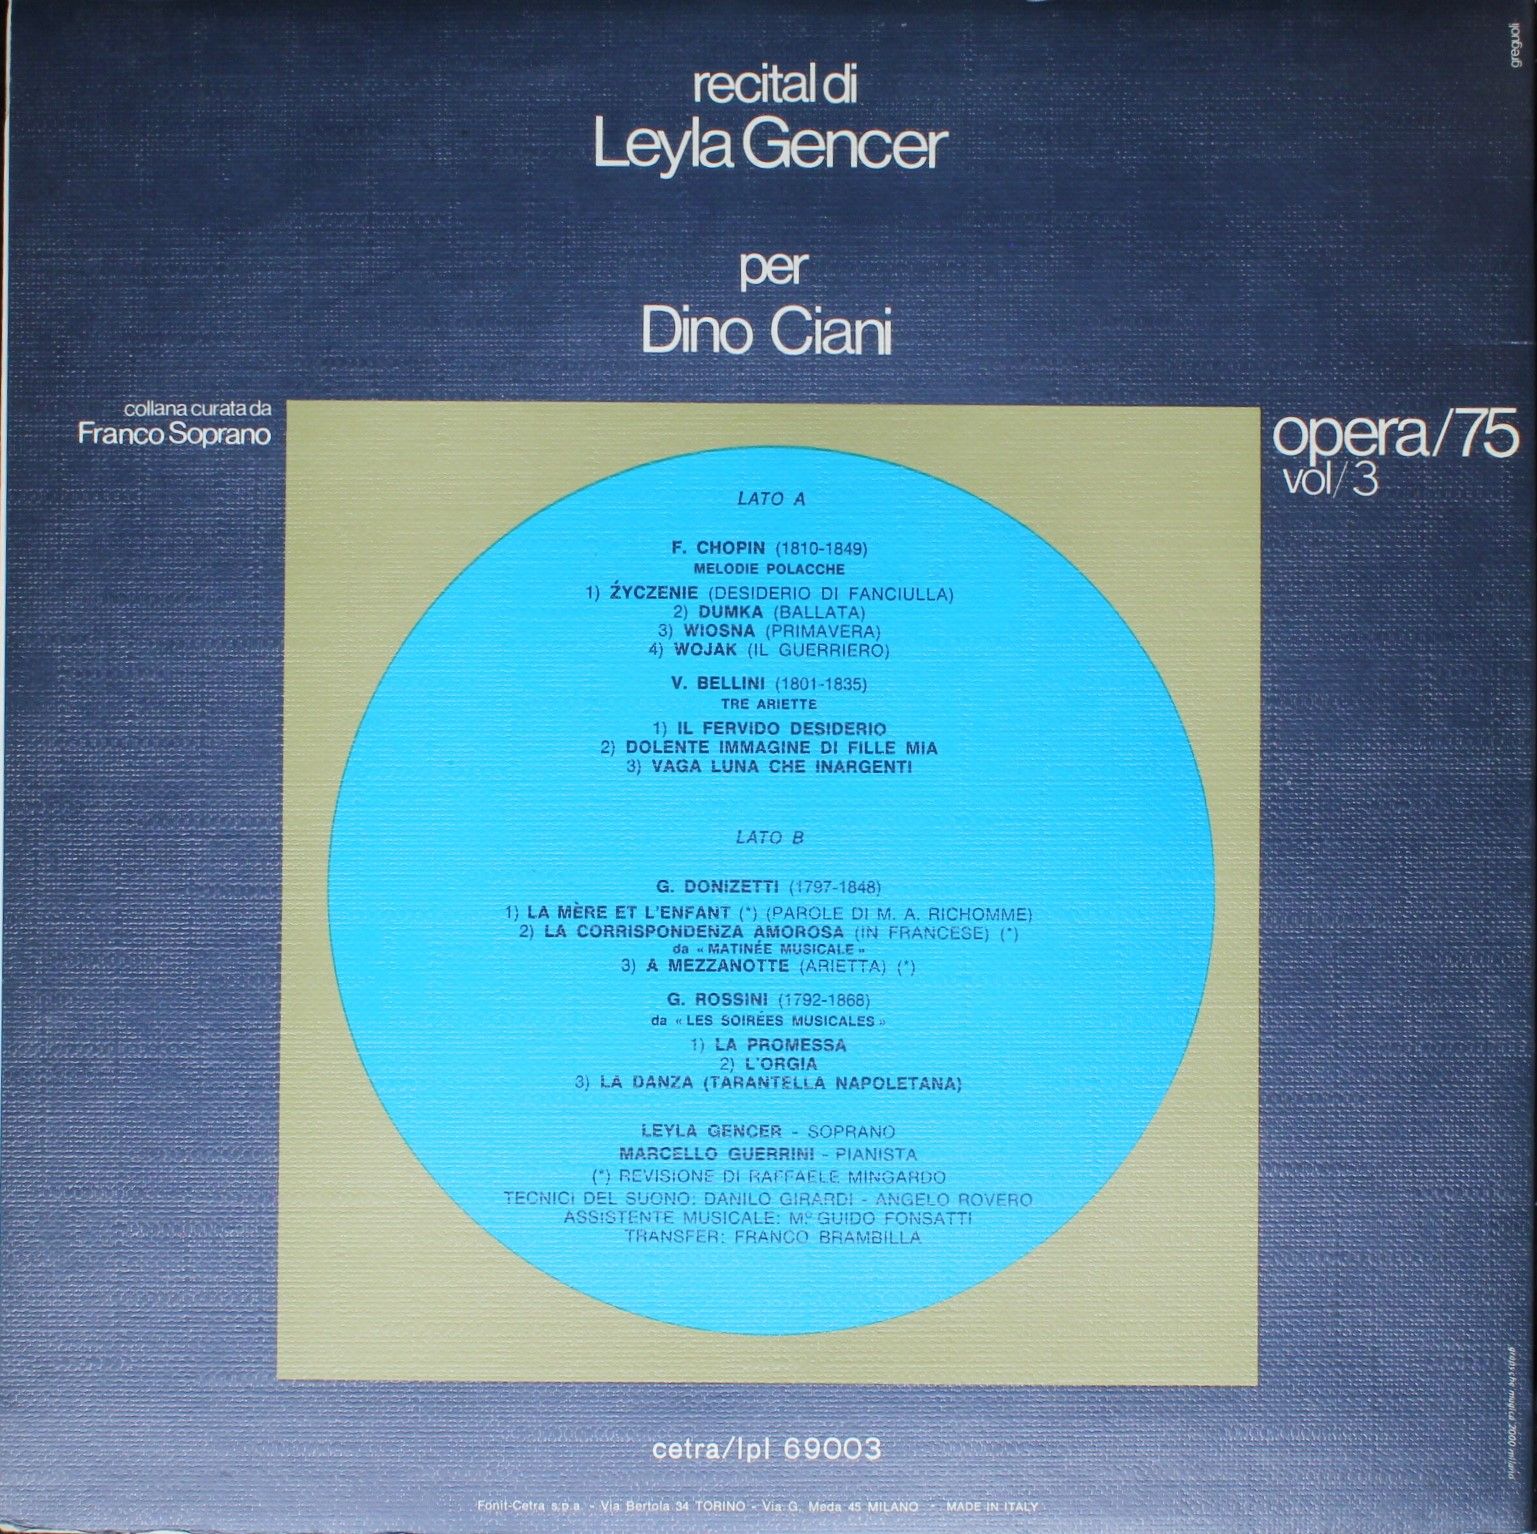 greguoli
recital di
Leyla Gencer
per
Dino Ciani
collana curata da
Franco Soprano
opera/75
vol/3
LATO A
F. CHOPIN (1810-1849)
MELODIE POLACCHE
1) ŹYCZENIE (DESIDERIO DI FANCIULLA)
2) DUMKA (BALLATA)
3) WIOSNA (PRIMAVERA)
4) WOJAK (IL GUERRIERO)
V. BELLINI (1801-1835)
TRE ARIETTE
1) IL FERVIDO DESIDERIO
2) DOLENTE IMMAGINE DI FILLE MIA
3) VAGA LUNA CHE INARGENTI
LATO B
G. DONIZETTI (1797-1848)
1) LA MÈRE ET L'ENFANT (*) (PAROLE DI M. A. RICHOMME)
2) LA CORRISPONDENZA AMOROSA (IN FRANCESE) (*)
da « MATINÉE MUSICALE »
3) A MEZZANOTTE (ARIETTA) (*)
G. ROSSINI (1792-1868)
da « LES SOIRÉES MUSICALES »
1) LA PROMESSA
2) L'ORGIA
3) LA DANZA (TARANTELLA NAPOLETANA)
LEYLA GENCER - SOPRANO
MARCELLO GUERRINI - PIANISTA
(*) REVISIONE DI RAFFAELE MINGARDO
TECNICI DEL SUONO: DANILO GIRARDI - ANGELO ROVERO
ASSISTENTE MUSICALE: Mº GUIDO FONSATTI
TRANSFER: FRANCO BRAMBILLA
cetra/lpl 69003
Fonit-Cetra s.p.a. - Via Bertola 34 TORINO - Via G. Meda 45 MILANO - MADE IN ITALY
2000 milano